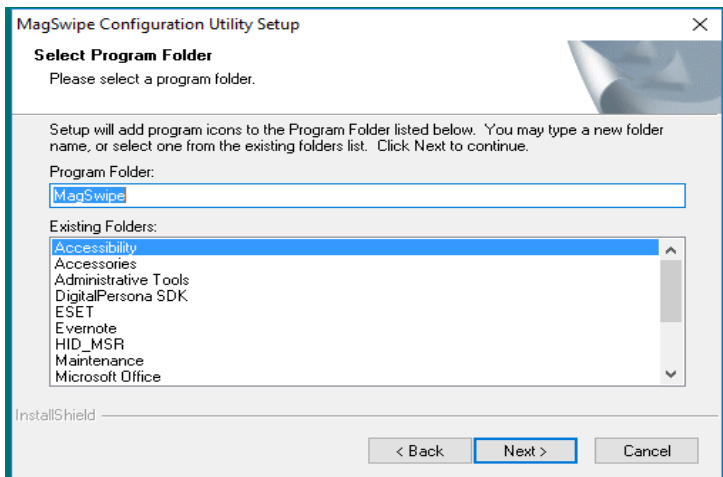 MagSwipe Configuration Utility Setup
Select Program Folder
Please select a program folder.
Setup will add program icons to the Program Folder listed below.  You may type a new folder
name, or select one from the existing folders list.  Click Next to continue.
Program Folder:
MagSwipe
Existing Folders:
Accessibility
Accessories
Administrative Tools
DigitalPersona SDK
ESET
Evernote
HID_MSR
Maintenance
Microsoft Office
InstallShield
< Back Next > Cancel